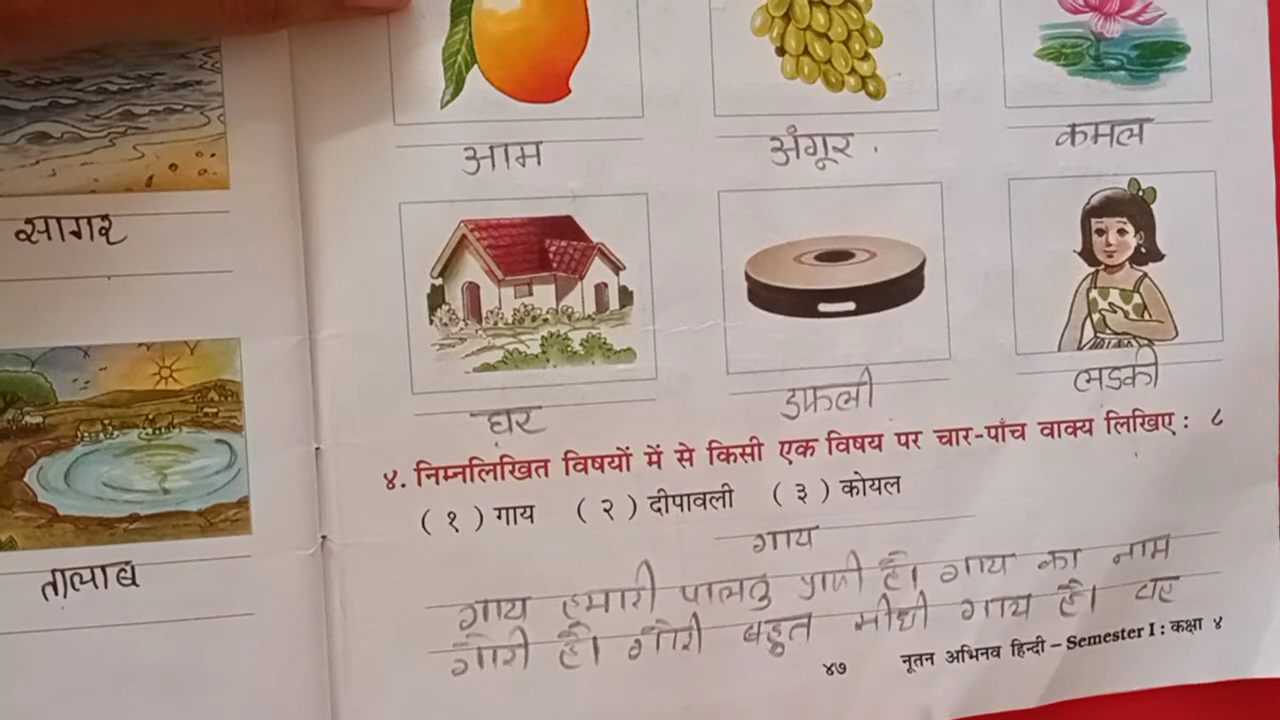 सागर
तालाब
आम
अंगूर .
कमल
घर
डफली
लडकी
४. निम्नलिखित विषयों में से किसी एक विषय पर चार-पाँच वाक्य लिखिए : ८
( १ ) गाय ( २ ) दीपावली ( ३ ) कोयल
गाय
गाय हमारी पालतु प्राणी है। गाय का नाम
गोरी है। गोरी बहुत सीधी गाय है। वह
४७
नूतन अभिनव हिन्दी – Semester I : कक्षा ४